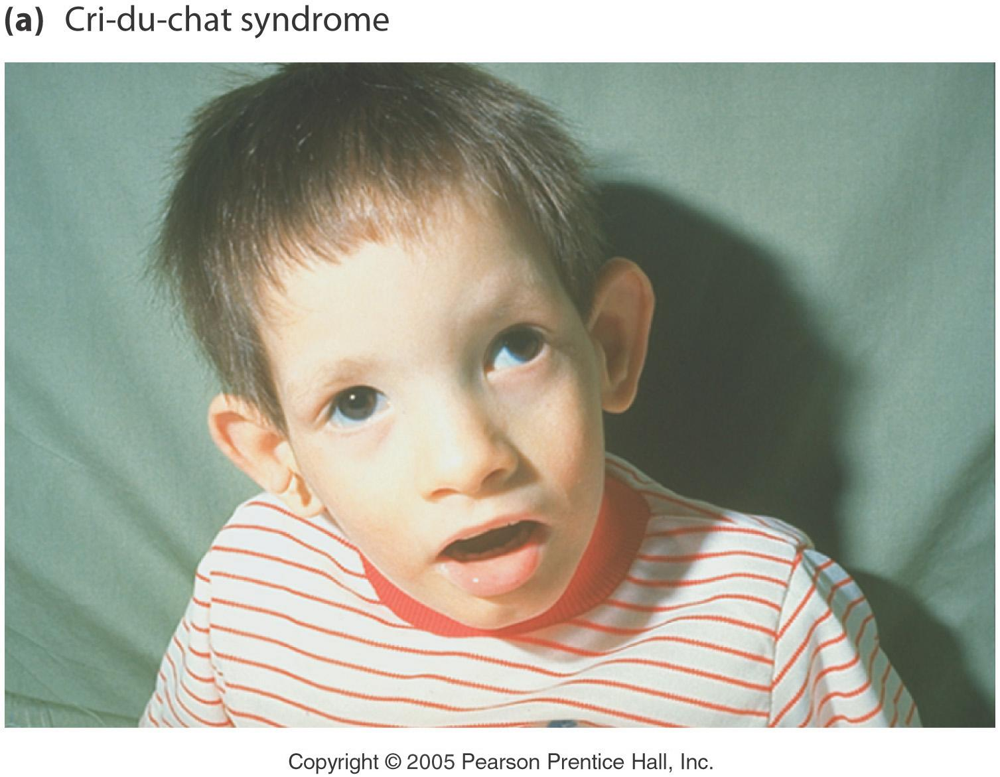 (a) Cri-du-chat syndrome
Copyright © 2005 Pearson Prentice Hall, Inc.